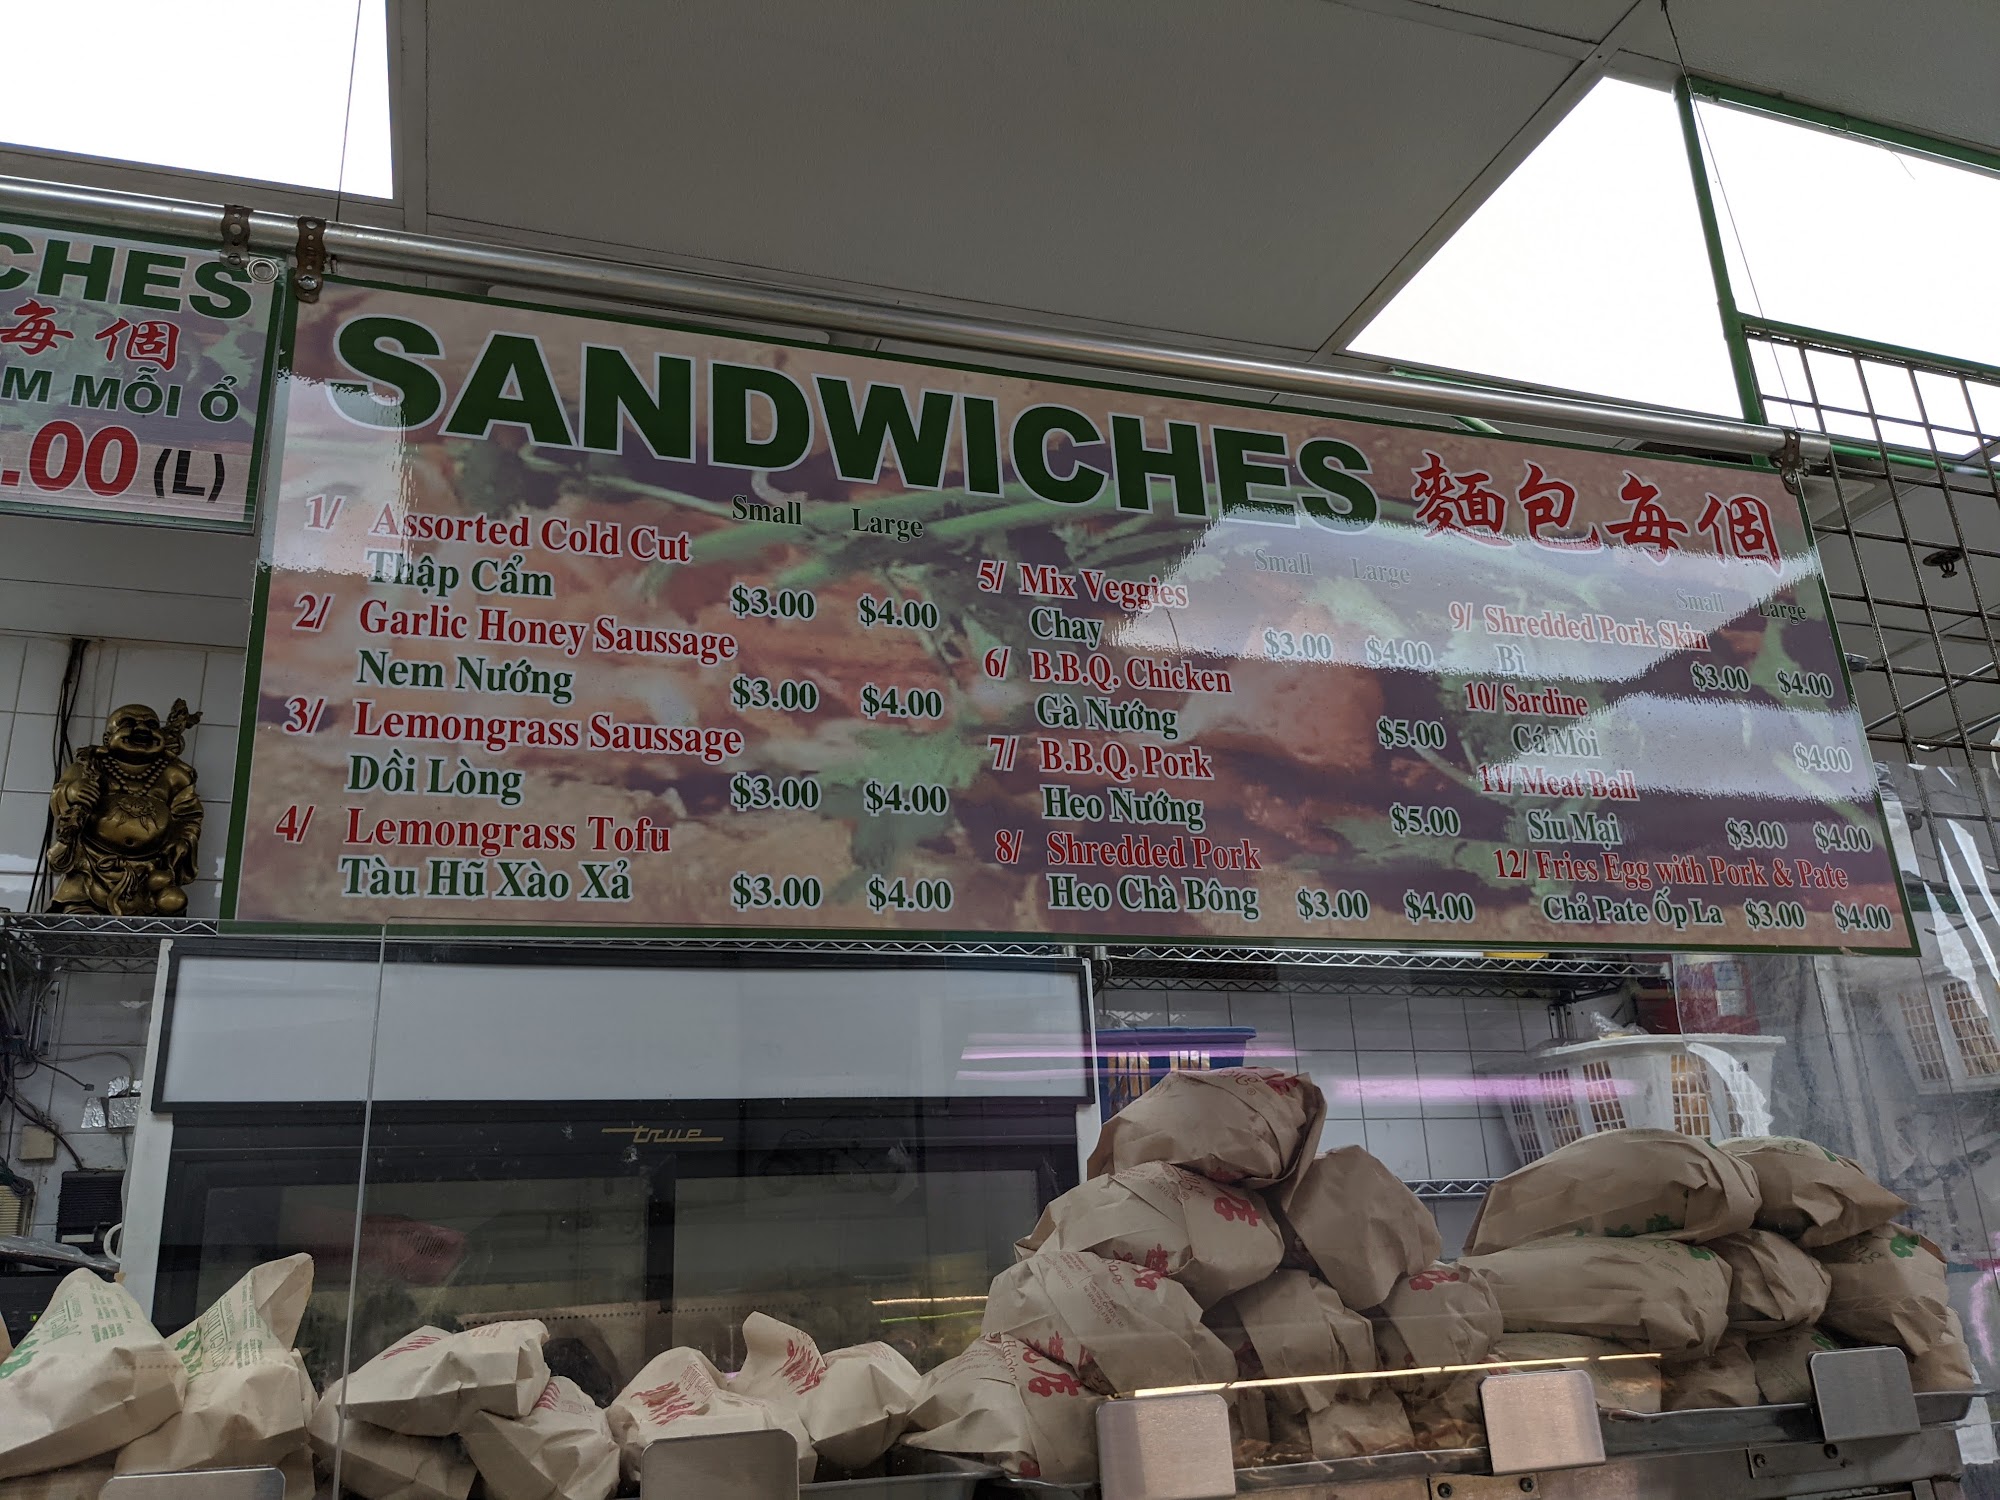 CHES
每個
M MỖI Ổ
.00 (L)
SANDWICHES 麵包每個
Small Large
1/ Assorted Cold Cut
Thập Cẩm $3.00 $4.00
2/ Garlic Honey Saussage
Nem Nướng $3.00 $4.00
3/ Lemongrass Saussage
Dồi Lòng $3.00 $4.00
4/ Lemongrass Tofu
Tàu Hũ Xào Xả $3.00 $4.00
Small Large
5/ Mix Veggies
Chay $3.00 $4.00
6/ B.B.Q. Chicken
Gà Nướng $5.00
7/ B.B.Q. Pork
Heo Nướng $5.00
8/ Shredded Pork
Heo Chà Bông $3.00 $4.00
Small Large
9/ Shredded Pork Skin
Bì $3.00 $4.00
10/ Sardine
Cá Mòi $4.00
11/ Meat Ball
Síu Mại $3.00 $4.00
12/ Fries Egg with Pork & Pate
Chả Pate Ốp La $3.00 $4.00
true